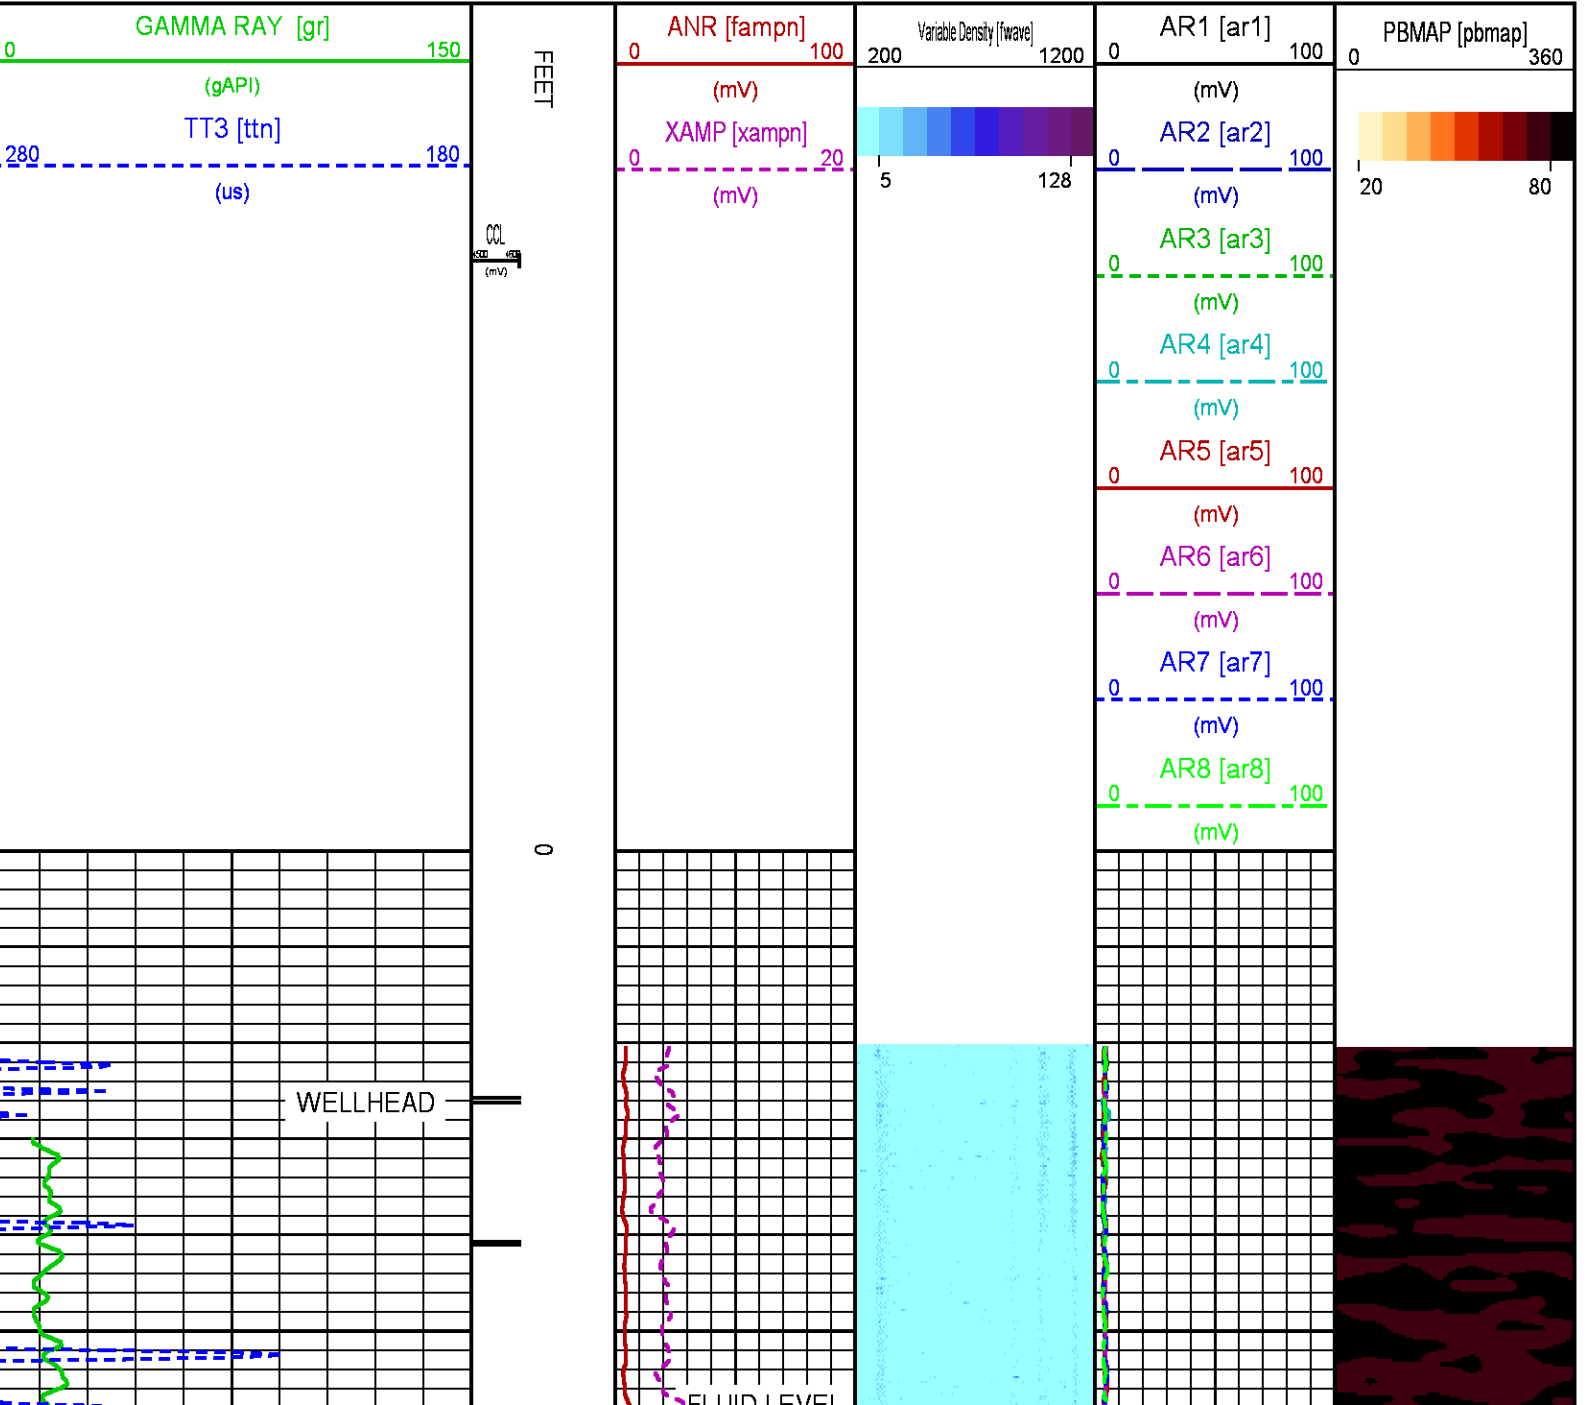 GAMMA RAY [gr]
0 150
(gAPI)
TT3 [ttn]
280 180
(us)
FEET
CCL
(mV)
0
ANR [fampn]
0 100
(mV)
XAMP [xampn]
0 20
(mV)
Variable Density [fwave]
200 1200
5 128
AR1 [ar1]
0 100
(mV)
AR2 [ar2]
0 100
(mV)
AR3 [ar3]
0 100
(mV)
AR4 [ar4]
0 100
(mV)
AR5 [ar5]
0 100
(mV)
AR6 [ar6]
0 100
(mV)
AR7 [ar7]
0 100
(mV)
AR8 [ar8]
0 100
(mV)
PBMAP [pbmap]
0 360
20 80
WELLHEAD
FLUID LEVEL